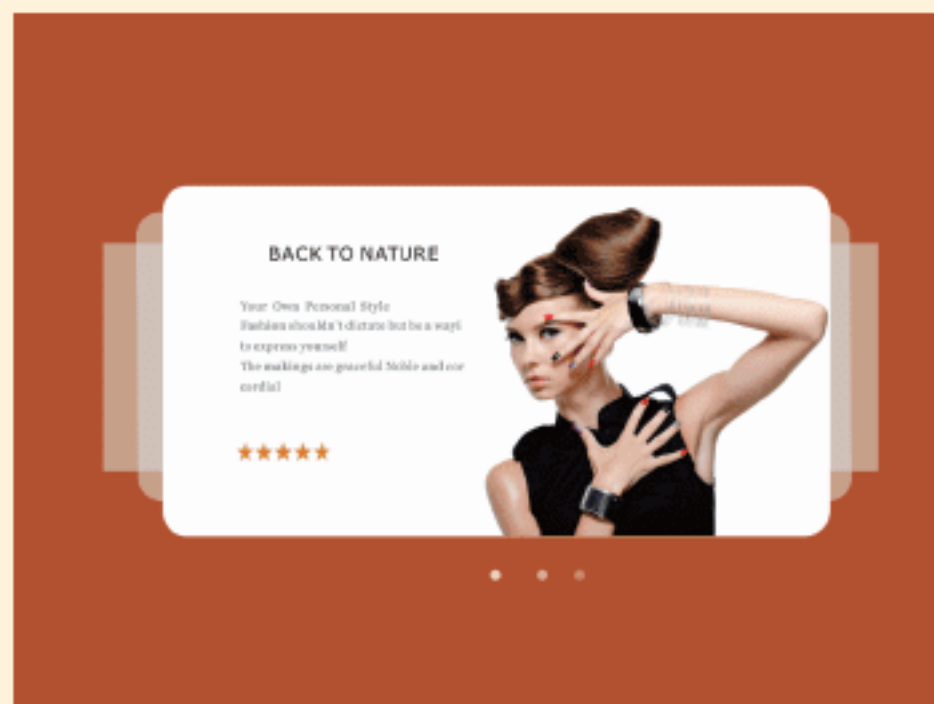 BACK TO NATURE
Your Own Personal Style
Fashion shouldn't dictate but be a way
to express yourself
The makings are graceful Noble and cor
cordial